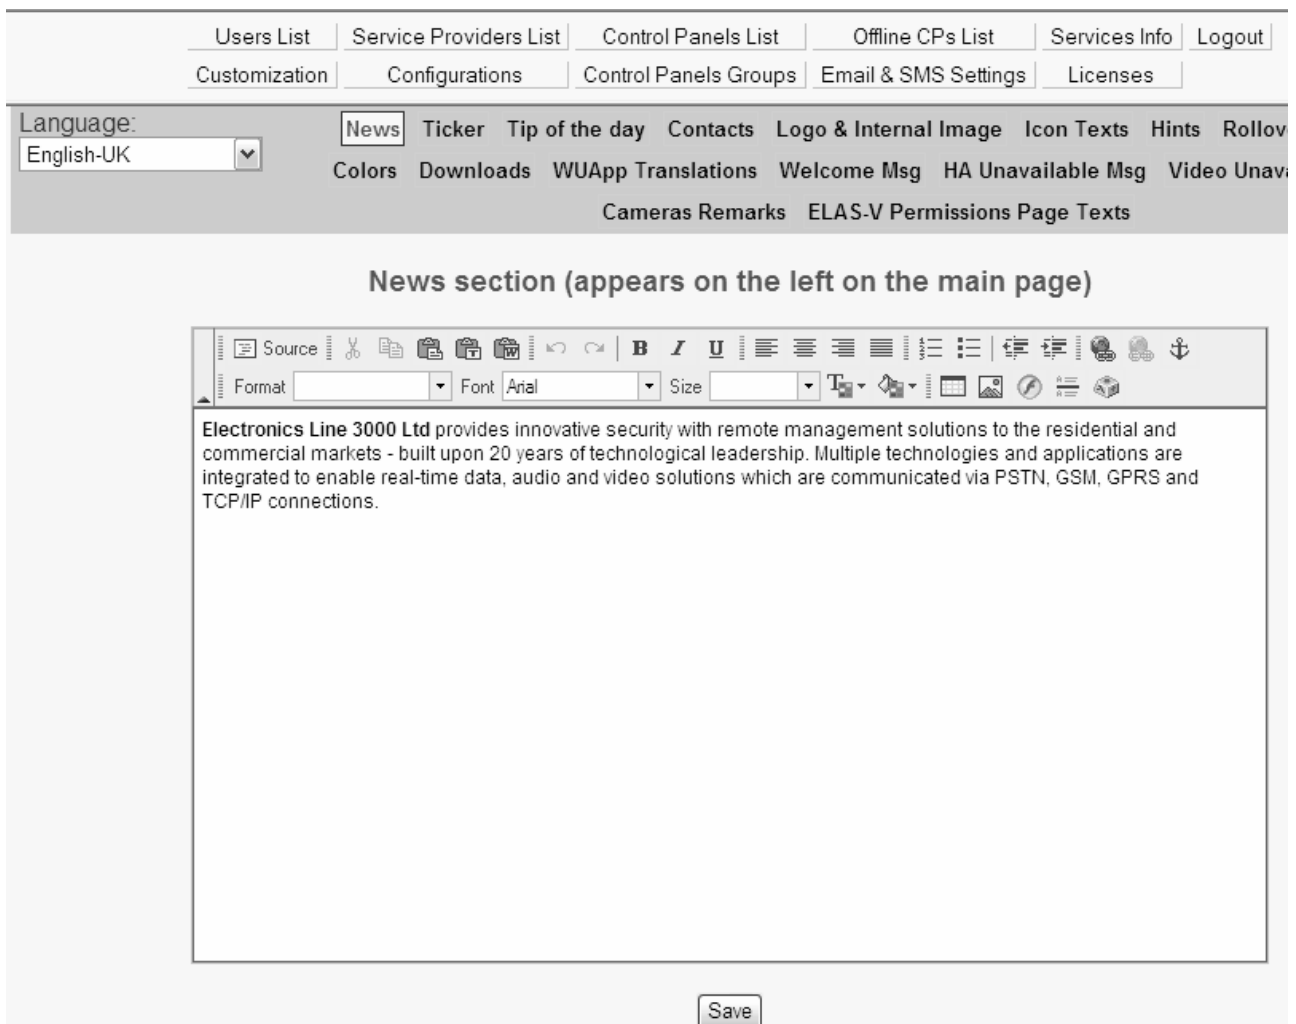 Users List Service Providers List Control Panels List Offline CPs List Services Info Logout
Customization Configurations Control Panels Groups Email & SMS Settings Licenses
Language:
English-UK
News Ticker Tip of the day Contacts Logo & Internal Image Icon Texts Hints Rollov
Colors Downloads WUApp Translations Welcome Msg HA Unavailable Msg Video Unav
Cameras Remarks ELAS-V Permissions Page Texts
News section (appears on the left on the main page)
Source B I U
Format Font Arial Size
Electronics Line 3000 Ltd provides innovative security with remote management solutions to the residential and
commercial markets - built upon 20 years of technological leadership. Multiple technologies and applications are
integrated to enable real-time data, audio and video solutions which are communicated via PSTN, GSM, GPRS and
TCP/IP connections.
Save